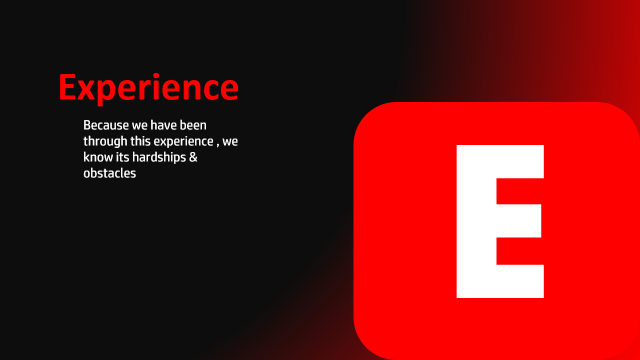 Experience
Because we have been
through this experience , we
know its hardships &
obstacles
E